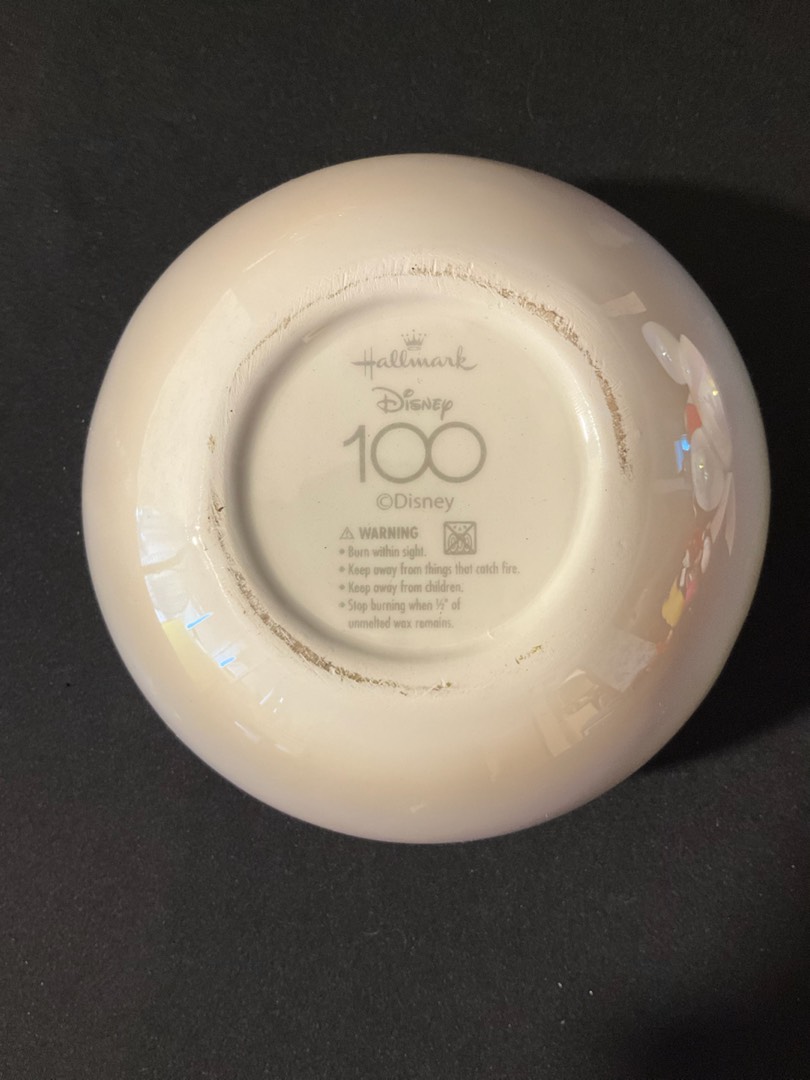 Hallmark
Disney
100
©Disney
⚠ WARNING
• Burn within sight.
• Keep away from things that catch fire.
• Keep away from children.
• Stop burning when ½" of
unmelted wax remains.